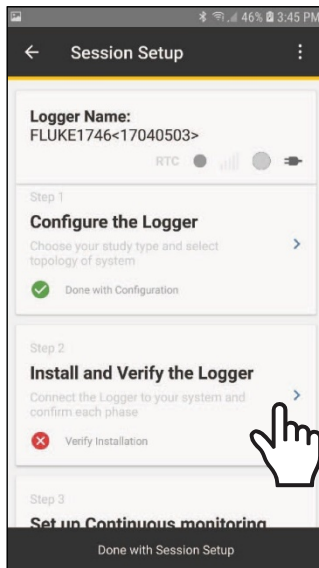 46% 3:45 PM
Session Setup
Logger Name:
FLUKE1746<17040503>
RTC
Step 1
Configure the Logger
Choose your study type and select
topology of system
Done with Configuration
Step 2
Install and Verify the Logger
Connect the Logger to your system and
confirm each phase
Verify Installation
Step 3
Set up Continuous monitoring
Done with Session Setup